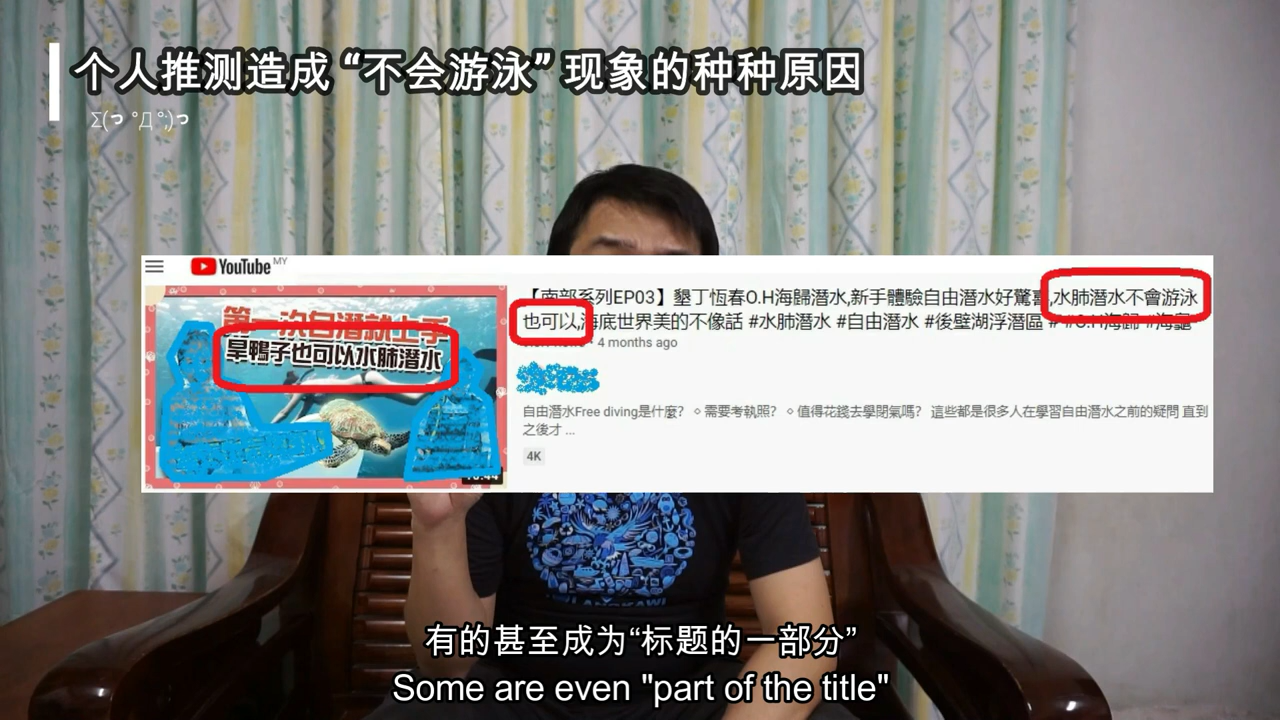 个人推测造成 “不会游泳” 现象的种种原因
Σ(っ °Д °;)っ
YouTube MY
第一次自潛就上手
旱鴨子也可以水肺潛水
【南部系列EP03】墾丁恆春O.H海歸潛水,新手體驗自由潛水好驚喜,水肺潛水不會游泳
也可以,海底世界美的不像話 #水肺潛水 #自由潛水 #後壁湖浮潛區 # #O.H海歸 #海龜
4 months ago
自由潛水Free diving是什麼? ⋄ 需要考執照? ⋄ 值得花錢去學閉氣嗎? 這些都是很多人在學習自由潛水之前的疑問 直到
之後才 ...
4K
LANGKAWI
有的甚至成为“标题的一部分”
Some are even "part of the title"